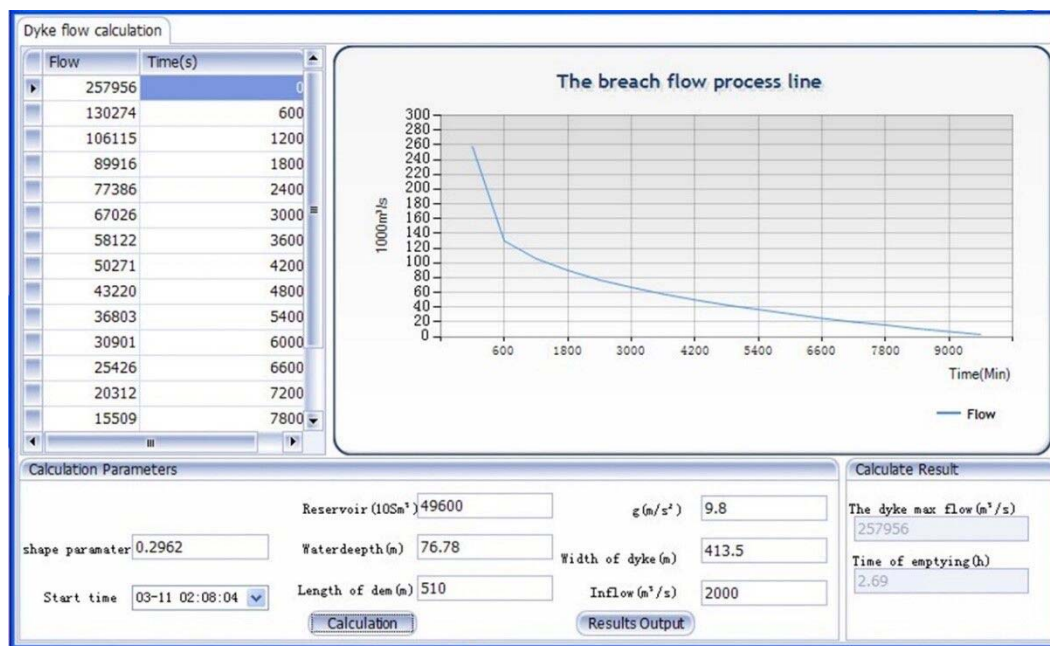 Dyke flow calculation
Flow Time(s)
257956 0
130274 600
106115 1200
89916 1800
77386 2400
67026 3000
58122 3600
50271 4200
43220 4800
36803 5400
30901 6000
25426 6600
20312 7200
15509 7800
The breach flow process line
1000m³/s
300
280
260
240
220
200
180
160
140
120
100
80
60
40
20
0
600 1800 3000 4200 5400 6600 7800 9000
Time(Min)
Flow
Calculation Parameters
shape paramater 0.2962
Start time 03-11 02:08:04
Reservoir(10Sm³) 49600
Waterdeepth(m) 76.78
Length of dem(m) 510
g(m/s²) 9.8
Width of dyke(m) 413.5
Inflow(m³/s) 2000
Calculation
Results Output
Calculate Result
The dyke max flow(m³/s)
257956
Time of emptying(h)
2.69